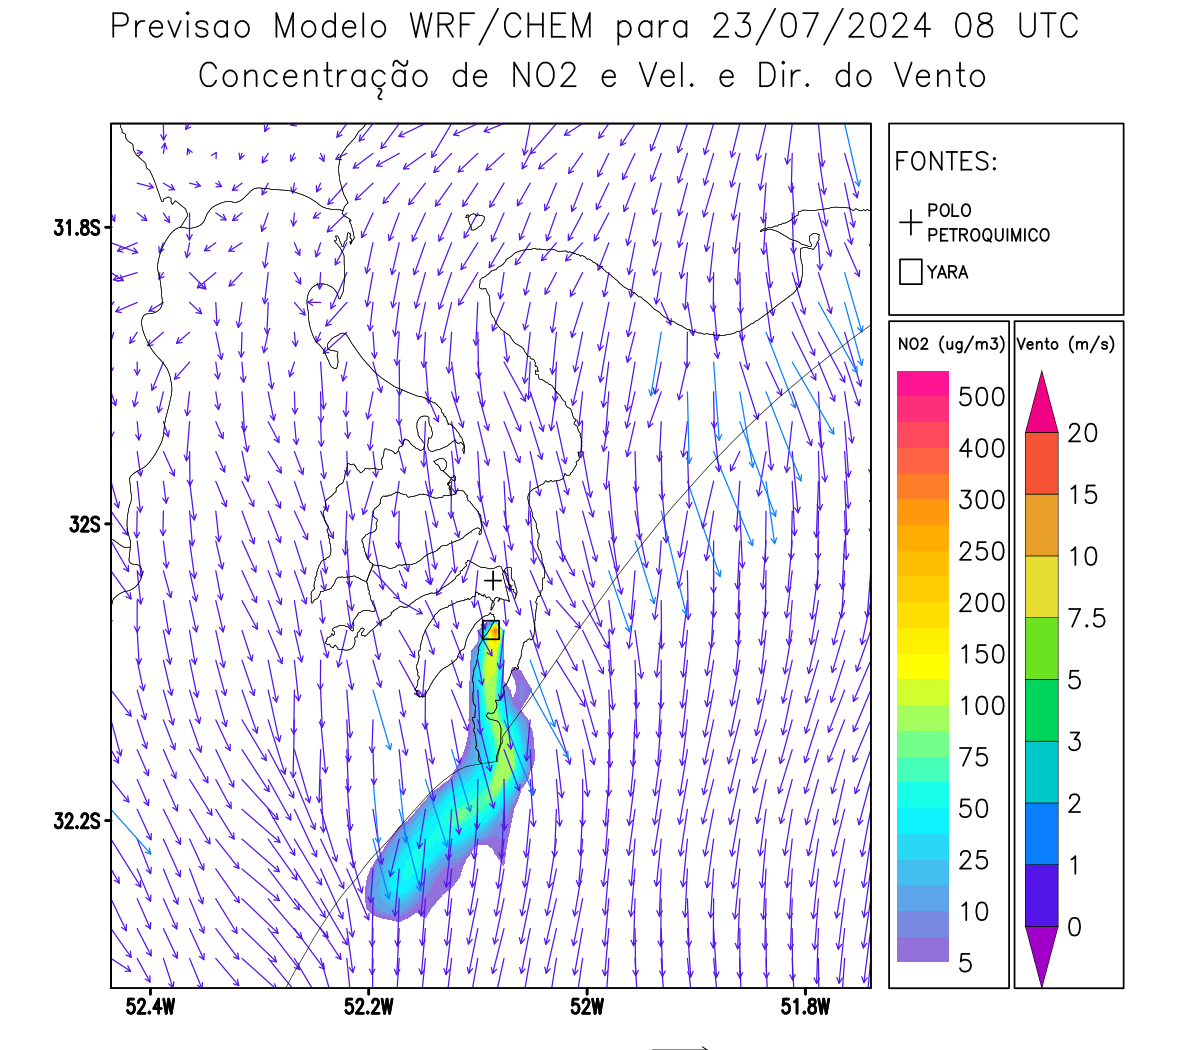 Previsao Modelo WRF/CHEM para 23/07/2024 08 UTC
Concentração de NO2 e Vel. e Dir. do Vento
FONTES:
POLO
PETROQUIMICO
YARA
31.8S
32S
32.2S
52.4W
52.2W
52W
51.8W
NO2 (ug/m3)
500
400
300
250
200
150
100
75
50
25
10
5
Vento (m/s)
20
15
10
7.5
5
3
2
1
0